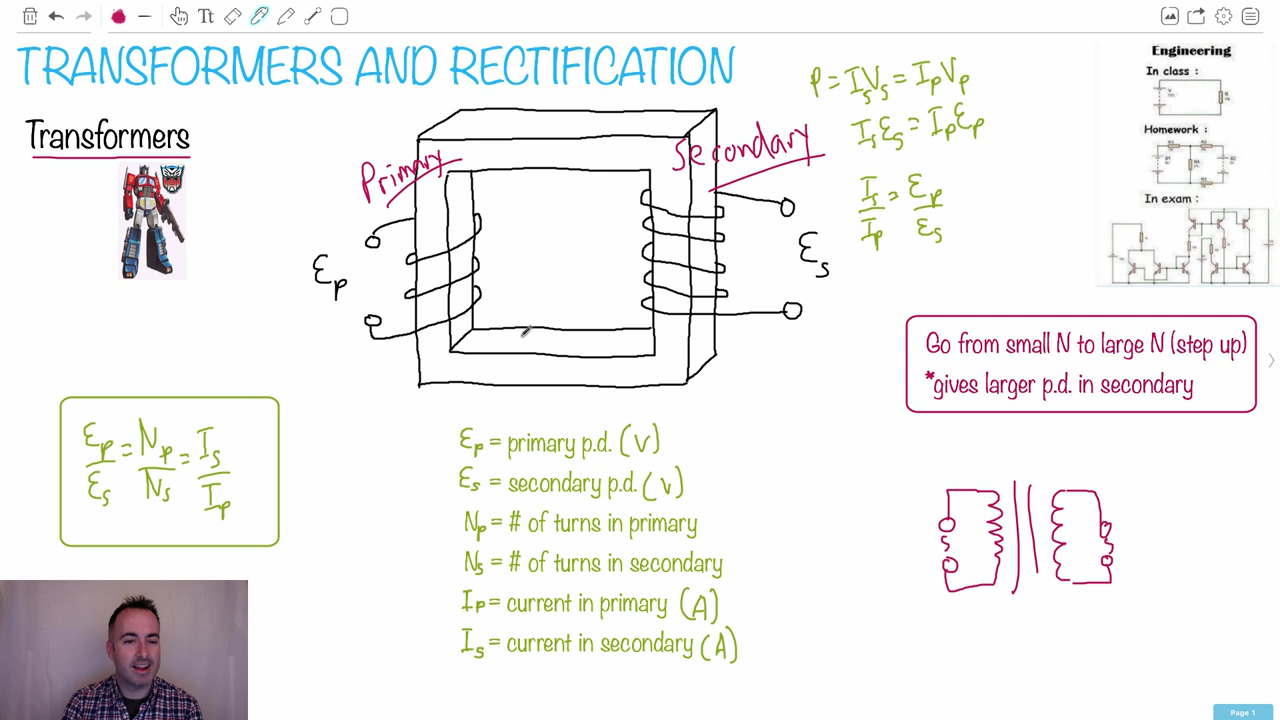 Tt
TRANSFORMERS AND RECTIFICATION
Transformers
Primary
Secondary
εp
εs
P = IsVs = IpVp
Isεs = Ipεp
Is/Ip = εp/εs
Engineering
In class :
Homework :
In exam :
Go from small N to large N (step up)
*gives larger p.d. in secondary
εp/εs = Np/Ns = Is/Ip
εp = primary p.d. (V)
εs = secondary p.d. (V)
Np = # of turns in primary
Ns = # of turns in secondary
Ip = current in primary (A)
Is = current in secondary (A)
Page 1